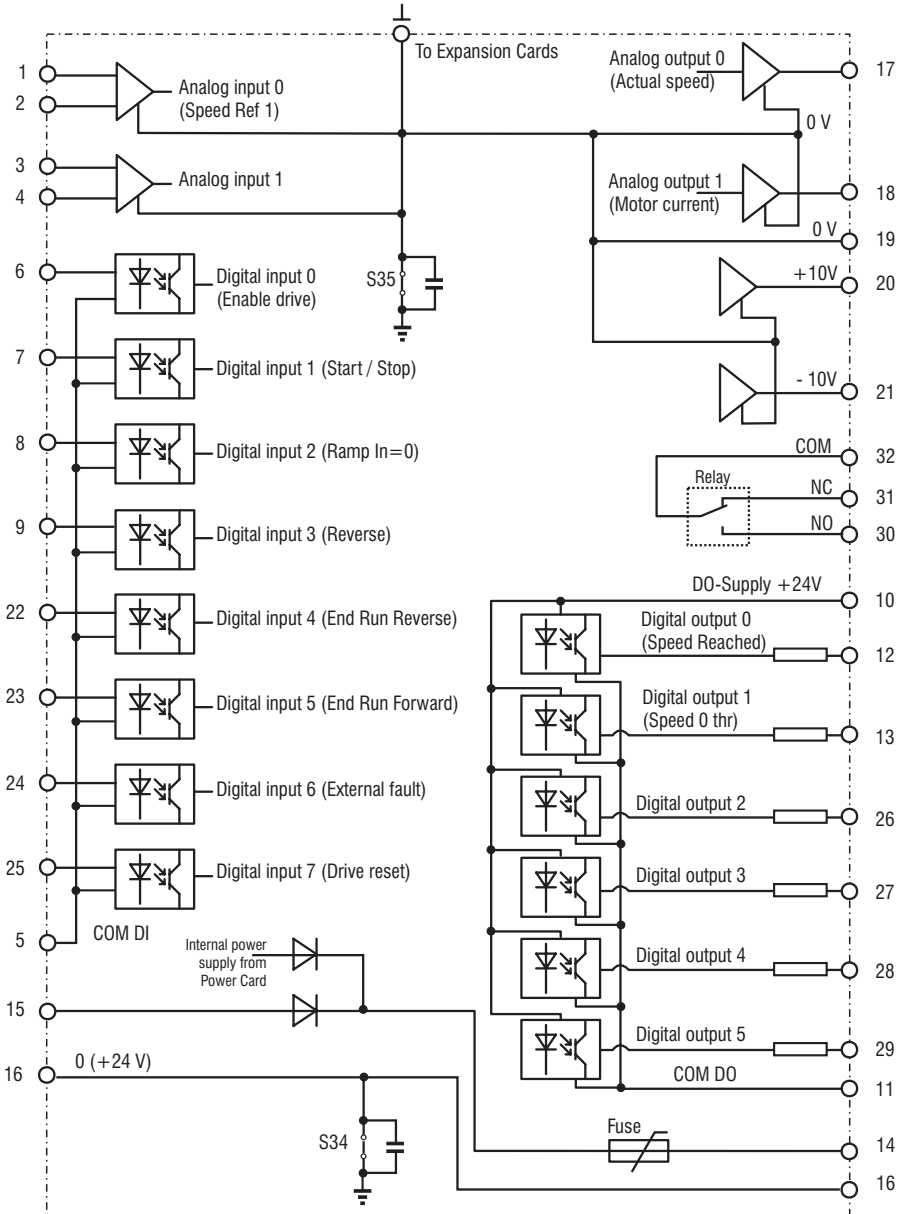 To Expansion Cards
1
2
Analog input 0
(Speed Ref 1)
3
4
Analog input 1
6
Digital input 0
(Enable drive)
S35
7
Digital input 1 (Start / Stop)
8
Digital input 2 (Ramp In=0)
9
Digital input 3 (Reverse)
22
Digital input 4 (End Run Reverse)
23
Digital input 5 (End Run Forward)
24
Digital input 6 (External fault)
25
Digital input 7 (Drive reset)
5
COM DI
Internal power
supply from
Power Card
15
16
0 (+24 V)
S34
Analog output 0
(Actual speed)
17
0 V
Analog output 1
(Motor current)
18
0 V
19
+10V
20
- 10V
21
COM
32
Relay
NC
31
NO
30
DO-Supply +24V
10
Digital output 0
(Speed Reached)
12
Digital output 1
(Speed 0 thr)
13
Digital output 2
26
Digital output 3
27
Digital output 4
28
Digital output 5
29
COM DO
11
Fuse
14
16